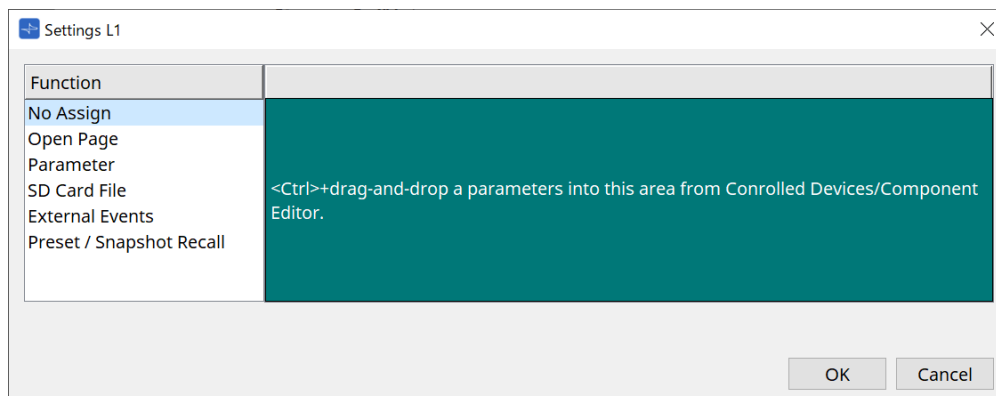 Settings L1
Function
No Assign
Open Page
Parameter
SD Card File
External Events
Preset / Snapshot Recall
<Ctrl>+drag-and-drop a parameters into this area from Conrolled Devices/Component
Editor.
OK
Cancel